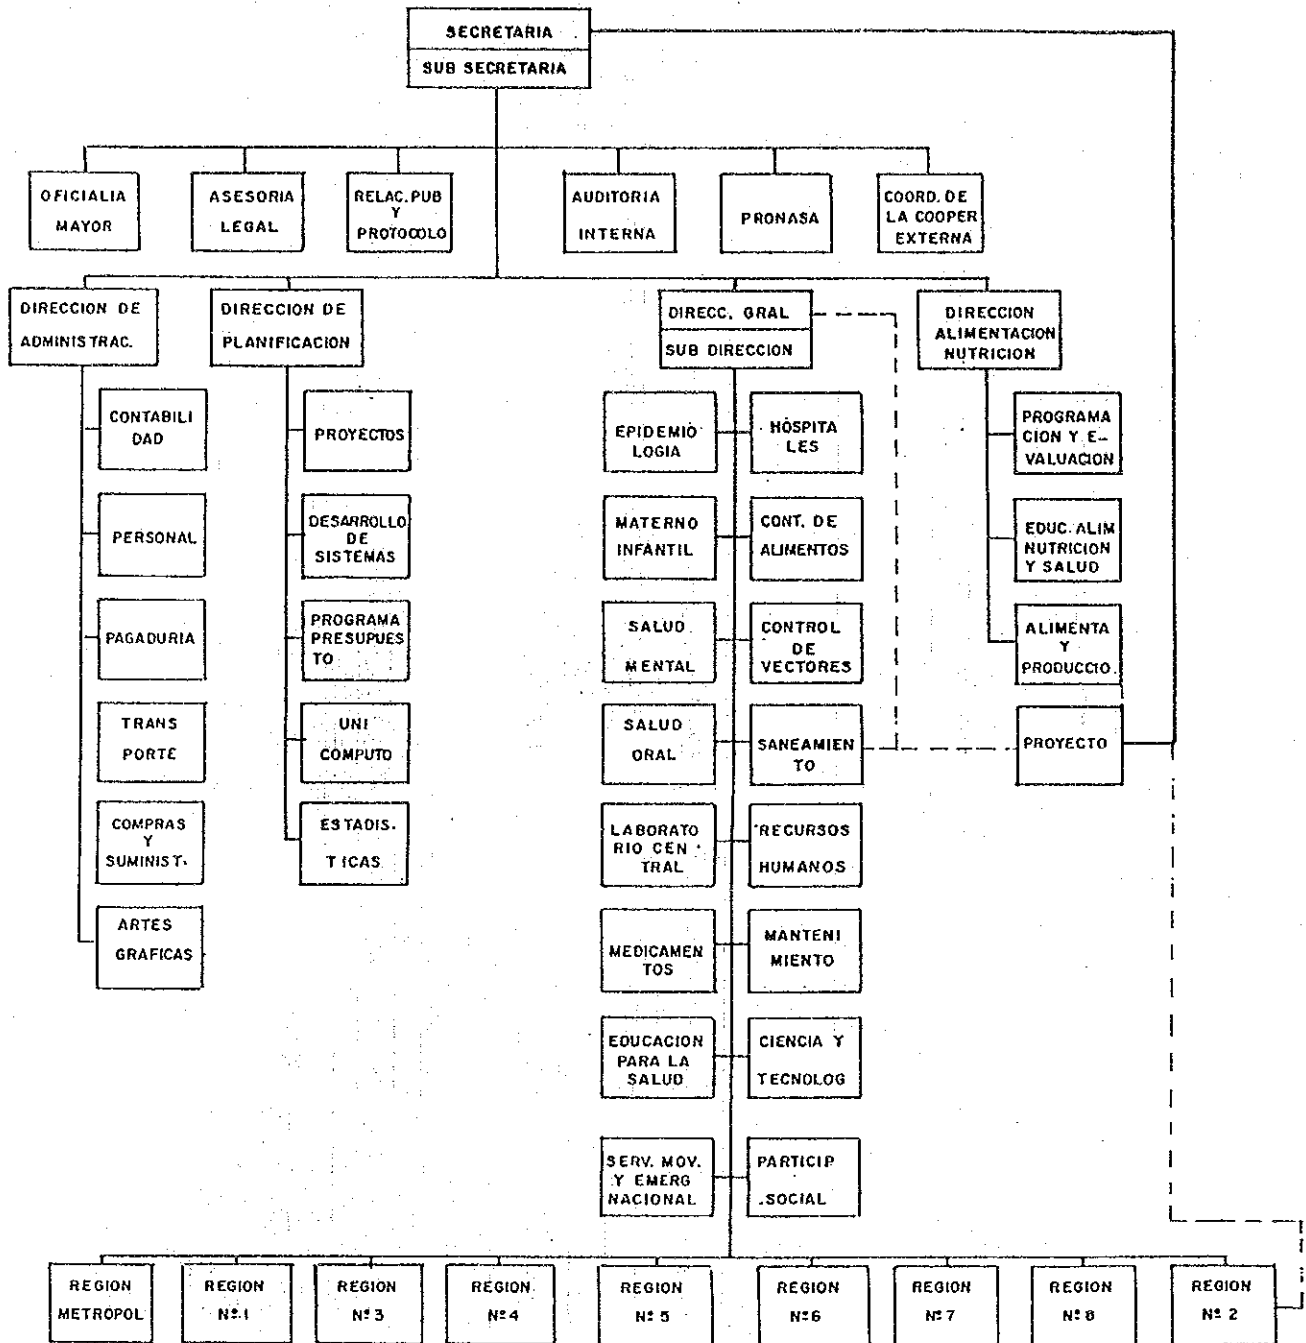 SECRETARIA
SUB SECRETARIA
OFICIALIA
MAYOR
ASESORIA
LEGAL
RELAC. PUB
Y
PROTOCOLO
AUDITORIA
INTERNA
PRONASA
COORD. DE
LA COOPER
EXTERNA
DIRECCION DE
ADMINISTRAC.
DIRECCION DE
PLANIFICACION
DIRECC. GRAL
SUB DIRECCION
DIRECCION
ALIMENTACION
NUTRICION
CONTABILI
DAD
PERSONAL
PAGADURIA
TRANS
PORTE
COMPRAS
Y
SUMINIST.
ARTES
GRAFICAS
PROYECTOS
DESARROLLO
DE
SISTEMAS
PROGRAMA
PRESUPUES
TO
UNI
COMPUTO
ESTADIS.
TICAS
EPIDEMIO
LOGIA
HOSPITA
LES
MATERNO
INFANTIL
CONT. DE
ALIMENTOS
SALUD
MENTAL
CONTROL
DE
VECTORES
SALUD
ORAL
SANEAMIEN
TO
LABORATO
RIO CEN
TRAL
RECURSOS
HUMANOS
MEDICAMEN
TOS
MANTENI
MIENTO
EDUCACION
PARA LA
SALUD
CIENCIA Y
TECNOLOG
SERV. MOV.
Y EMERG
NACIONAL
PARTICIP
.SOCIAL
PROGRAMA
CION Y E-
VALUACION
EDUC. ALIM
NUTRICION
Y SALUD
ALIMENTA
Y
PRODUCCIO.
PROYECTO
REGION
METROPOL
REGION
Nº 1
REGION
Nº 3
REGION
Nº 4
REGION
Nº 5
REGION
Nº 6
REGION
Nº 7
REGION
Nº 8
REGION
Nº 2